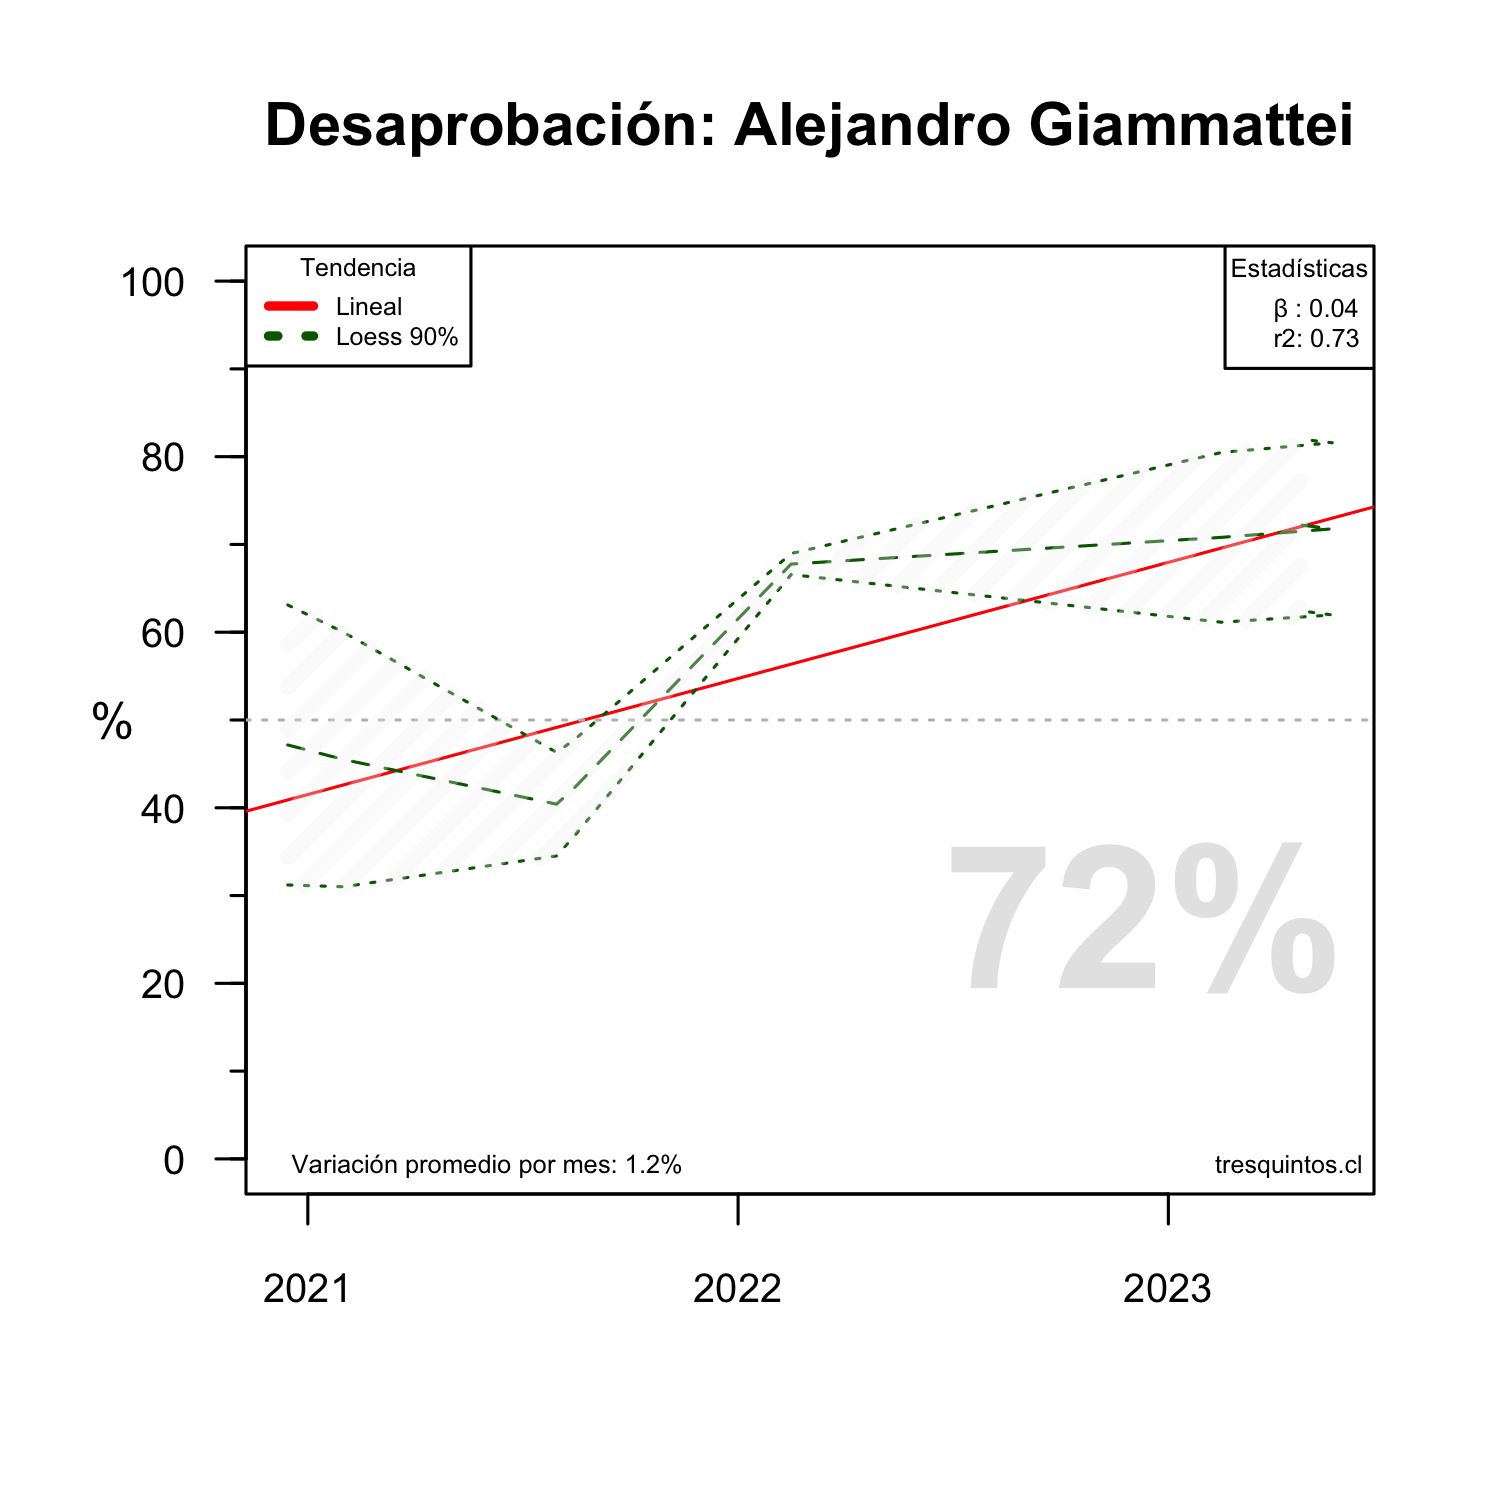 Desaprobación: Alejandro Giammattei
Tendencia
Lineal
Loess 90%
Estadísticas
β : 0.04
r2: 0.73
100
80
60
%
40
20
0
72%
Variación promedio por mes: 1.2%
tresquintos.cl
2021
2022
2023